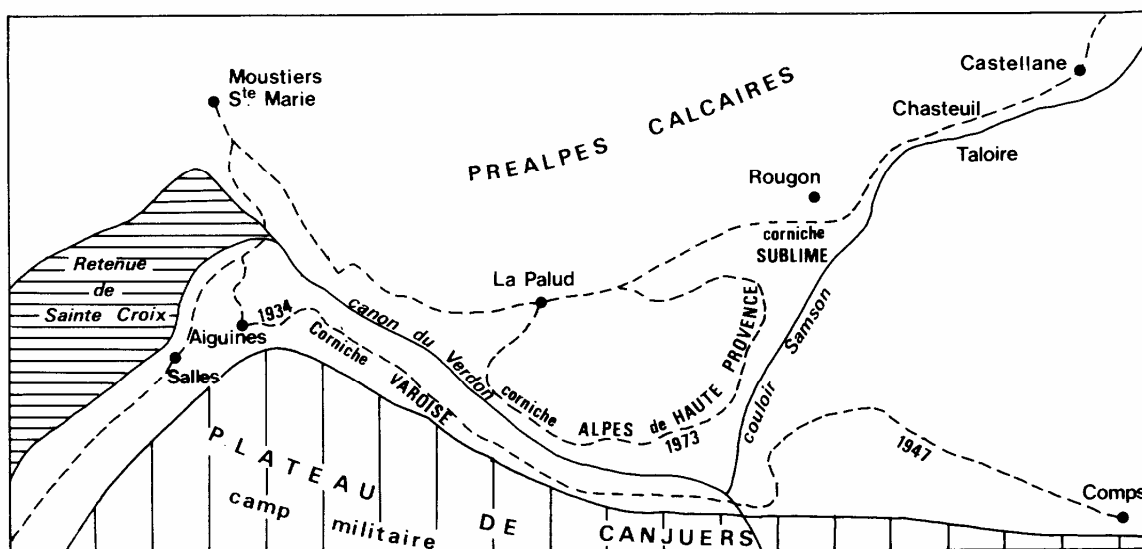 Moustiers
Ste Marie
PREALPES CALCAIRES
Castellane
Chasteuil
Taloire
Rougon
corniche
SUBLIME
Retenue
de
Sainte Croix
La Palud
canon du Verdon
1934
Aiguines
Salles
Corniche VAROISE
corniche ALPES de HAUTE PROVENCE
1973
couloir Samson
1947
Comps
PLATEAU DE CANJUERS
camp militaire